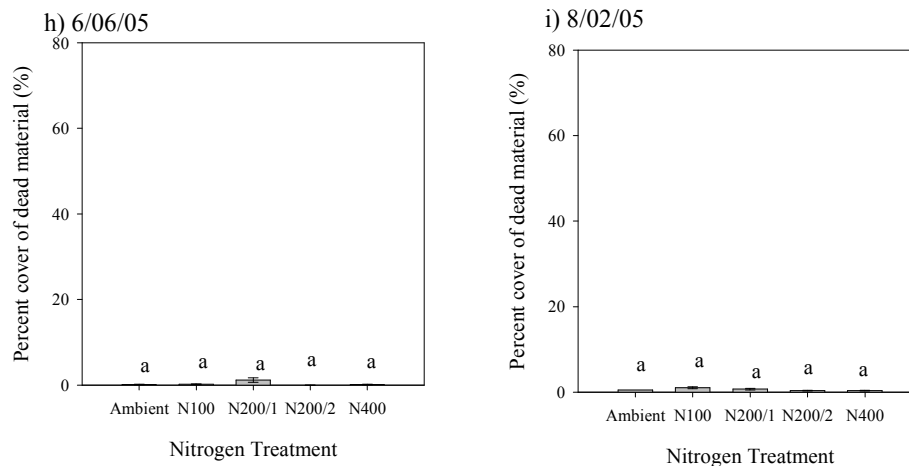 h) 6/06/05
Percent cover of dead material (%)
80
60
40
20
0
a a a a a
Ambient N100 N200/1 N200/2 N400
Nitrogen Treatment
i) 8/02/05
Percent cover of dead material (%)
80
60
40
20
0
a a a a a
Ambient N100 N200/1 N200/2 N400
Nitrogen Treatment